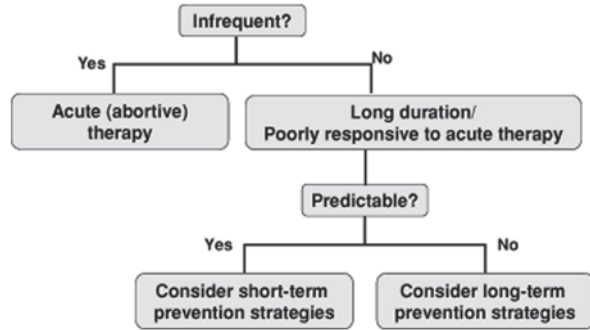 Infrequent?
Yes
No
Acute (abortive)
therapy
Long duration/
Poorly responsive to acute therapy
Predictable?
Yes
No
Consider short-term
prevention strategies
Consider long-term
prevention strategies